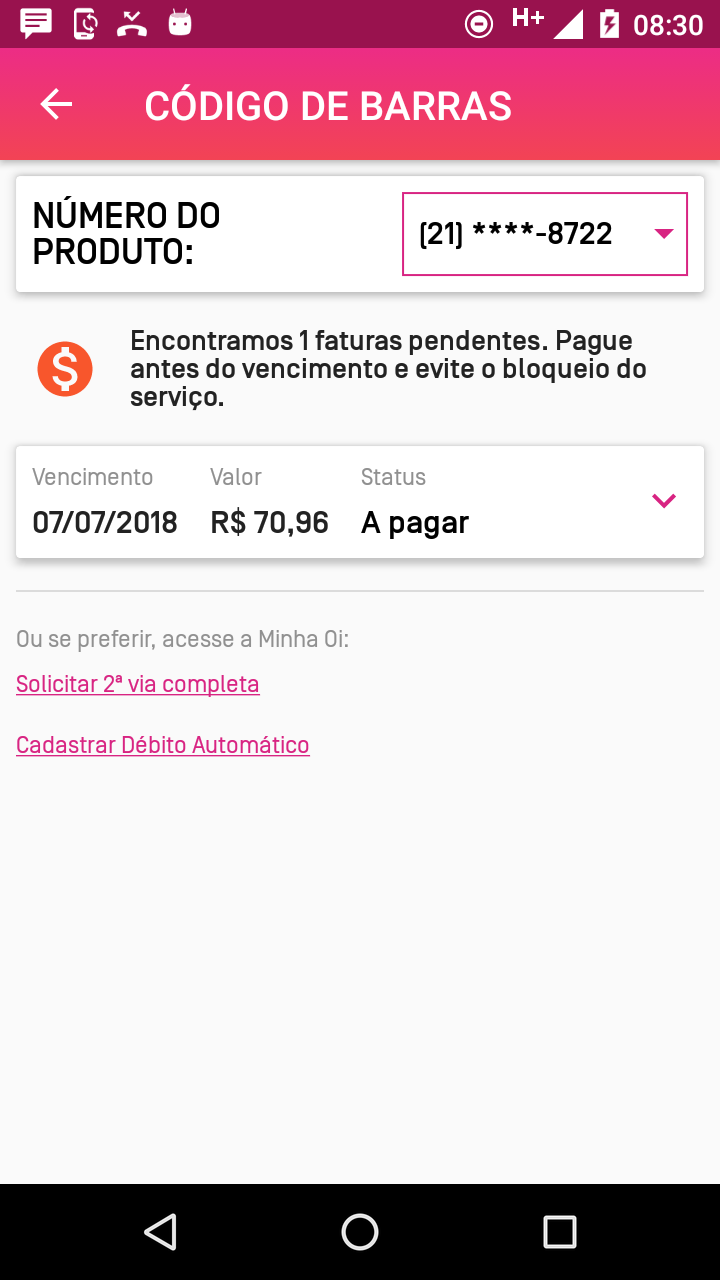 H+ 08:30
CÓDIGO DE BARRAS
NÚMERO DO
PRODUTO:
(21) ****-8722
Encontramos 1 faturas pendentes. Pague
antes do vencimento e evite o bloqueio do
serviço.
Vencimento Valor Status
07/07/2018 R$ 70,96 A pagar
Ou se preferir, acesse a Minha Oi:
Solicitar 2ª via completa
Cadastrar Débito Automático